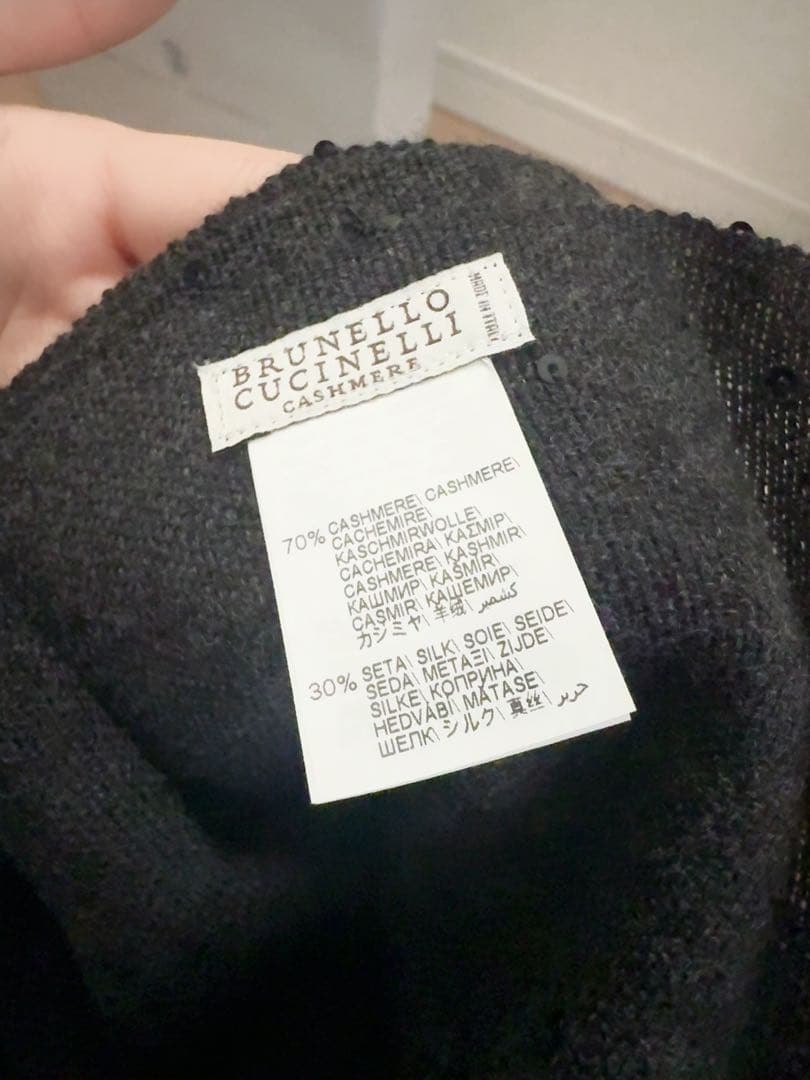 BRUNELLO
CUCINELLI
CASHMERE
MADE IN ITALY
70% CASHMERE\ CASHMERE\
CACHEMIRE\
KASCHMIRWOLLE\
CACHEMIRA\ ΚΑΣΜΙΡ\
CASHMERE\ KASHMIR\
КАШМИР\ KAŠMIR\
CAŞMIR\ КАШЕМИР\
カシミヤ\ 羊绒\ كشمير
30% SETA\ SILK\ SOIE\ SEIDE\
SEDA\ ΜΕΤΑΞΙ\ ZIJDE\
SILKE\ КОПРИНА\
HEDVÁBÍ\ MĂTASE\
ШЕЛК\ シルク\ 真丝\ حرير